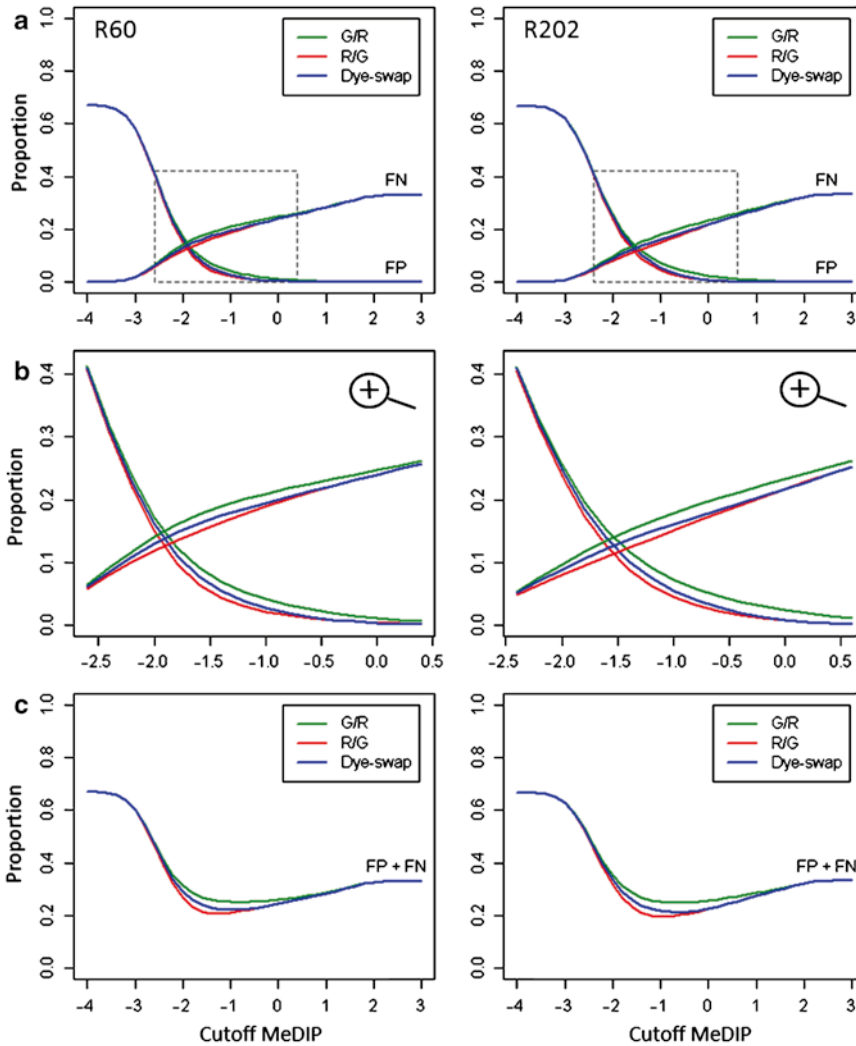 a
R60
G/R
R/G
Dye-swap
FN
FP
Proportion
0.0 0.2 0.4 0.6 0.8 1.0
−4 −3 −2 −1 0 1 2 3
R202
G/R
R/G
Dye-swap
FN
FP
0.0 0.2 0.4 0.6 0.8 1.0
−4 −3 −2 −1 0 1 2 3
b
Proportion
0.0 0.1 0.2 0.3 0.4
−2.5 −2.0 −1.5 −1.0 −0.5 0.0 0.5
0.0 0.1 0.2 0.3 0.4
−2.0 −1.5 −1.0 −0.5 0.0 0.5
c
G/R
R/G
Dye-swap
FP + FN
Proportion
0.0 0.2 0.4 0.6 0.8 1.0
−4 −3 −2 −1 0 1 2 3
Cutoff MeDIP
G/R
R/G
Dye-swap
FP + FN
0.0 0.2 0.4 0.6 0.8 1.0
−4 −3 −2 −1 0 1 2 3
Cutoff MeDIP